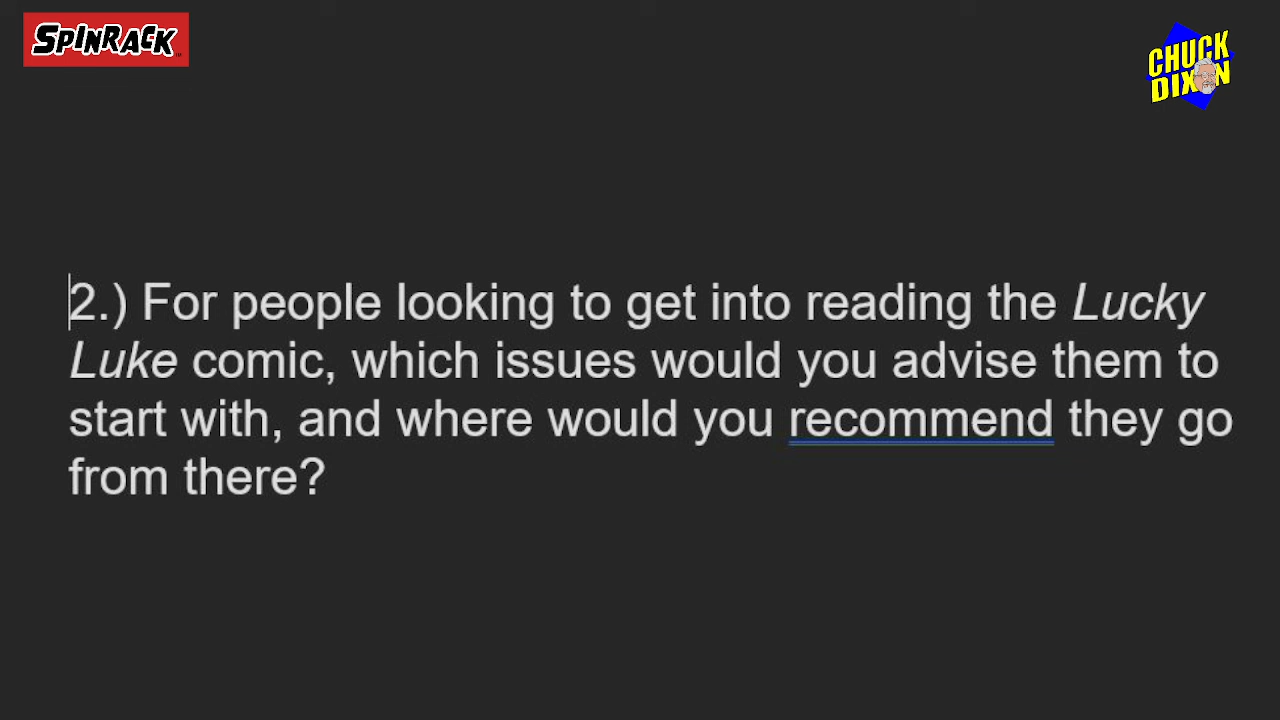 SPINRACK
CHUCK
DIXON
2.) For people looking to get into reading the Lucky
Luke comic, which issues would you advise them to
start with, and where would you recommend they go
from there?